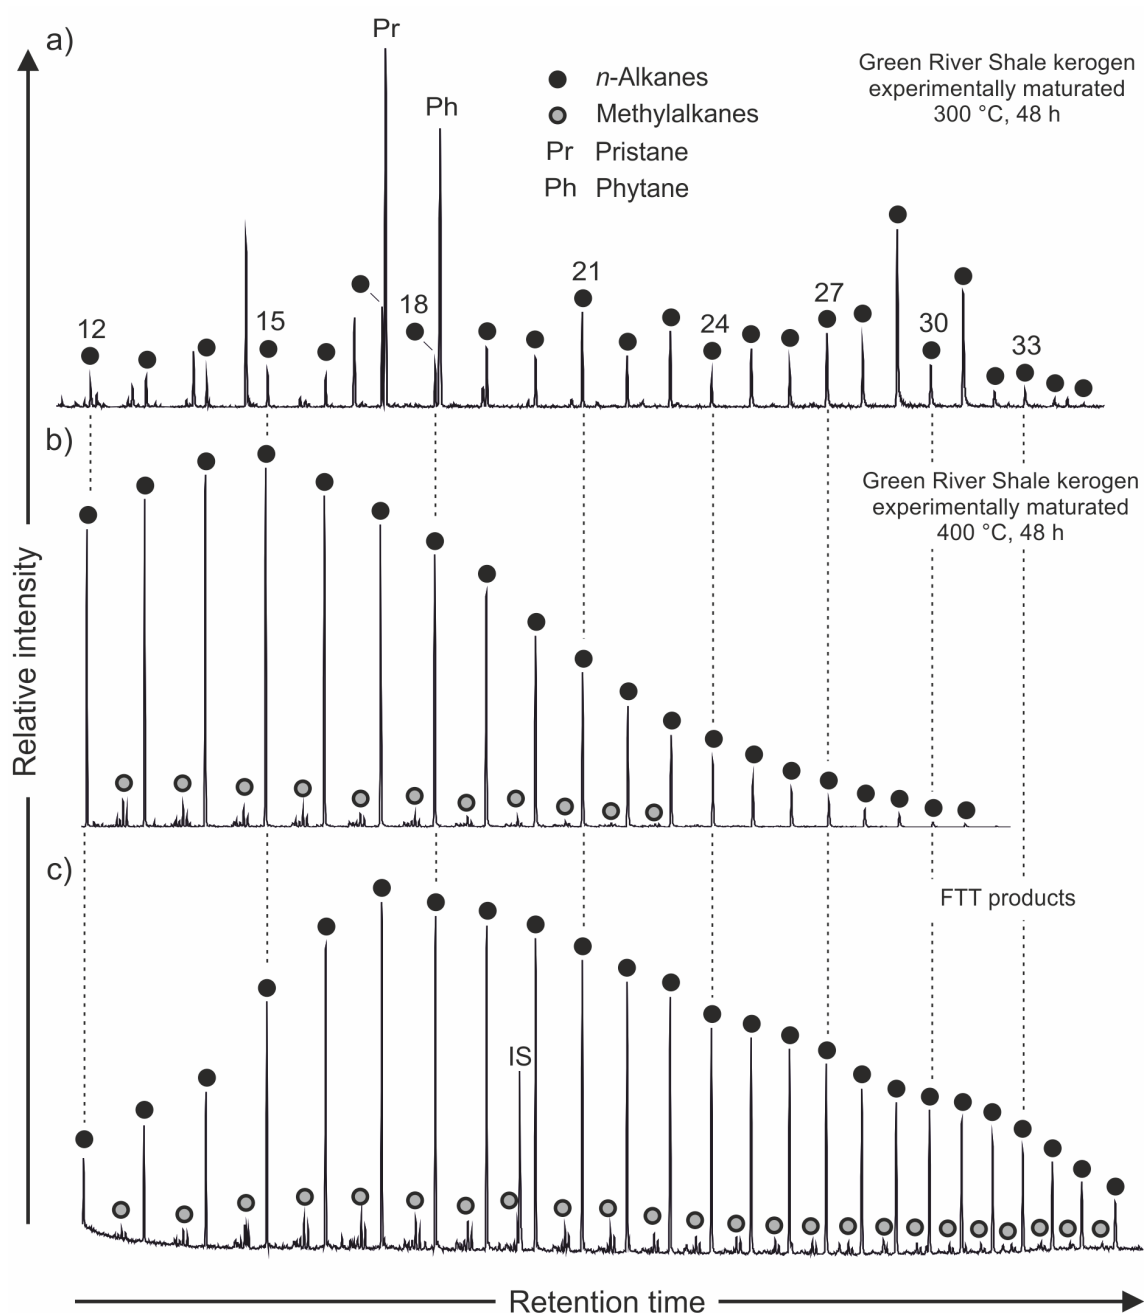 a)
Pr
Ph
n-Alkanes
Methylalkanes
Pr Pristane
Ph Phytane
Green River Shale kerogen
experimentally maturated
300 °C, 48 h
12
15
18
21
24
27
30
33
b)
Green River Shale kerogen
experimentally maturated
400 °C, 48 h
c)
FTT products
IS
Relative intensity
Retention time